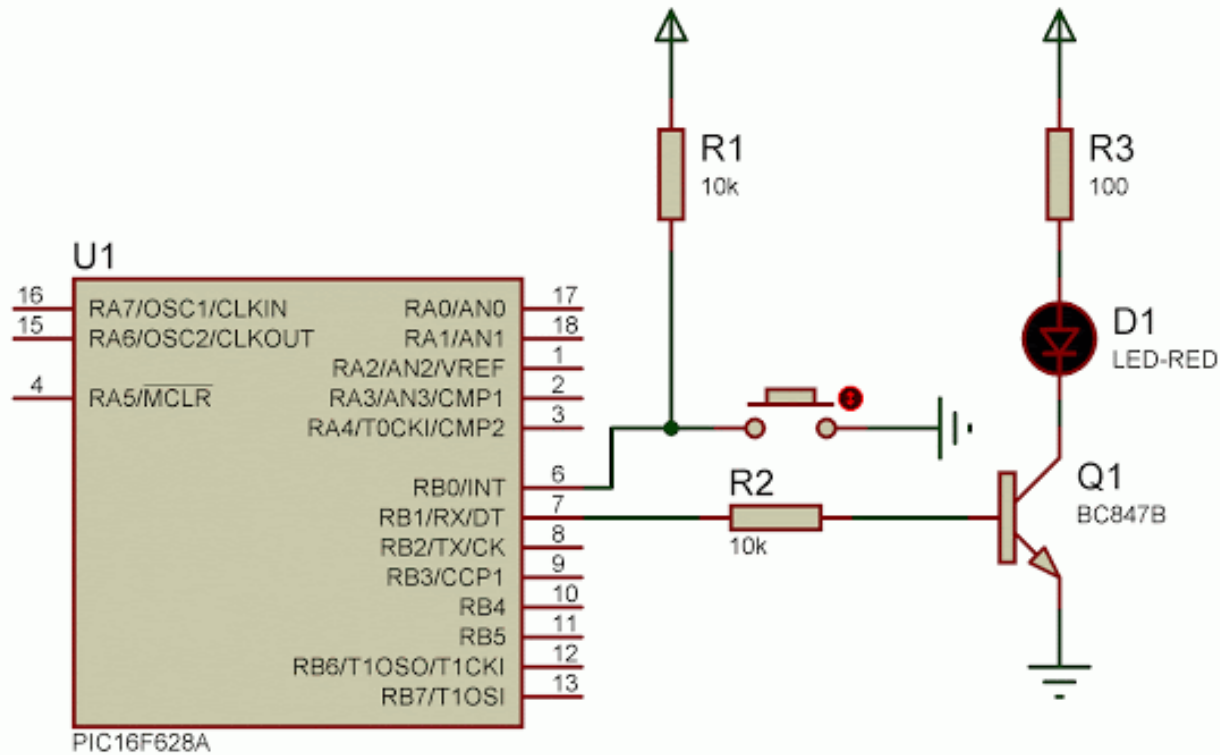 R1
10k
R3
100
U1
16 RA7/OSC1/CLKIN RA0/AN0 17
15 RA6/OSC2/CLKOUT RA1/AN1 18
RA2/AN2/VREF 1
4 RA5/MCLR RA3/AN3/CMP1 2
RA4/T0CKI/CMP2 3
D1
LED-RED
RB0/INT 6
RB1/RX/DT 7
RB2/TX/CK 8
RB3/CCP1 9
RB4 10
RB5 11
RB6/T1OSO/T1CKI 12
RB7/T1OSI 13
R2
10k
Q1
BC847B
PIC16F628A